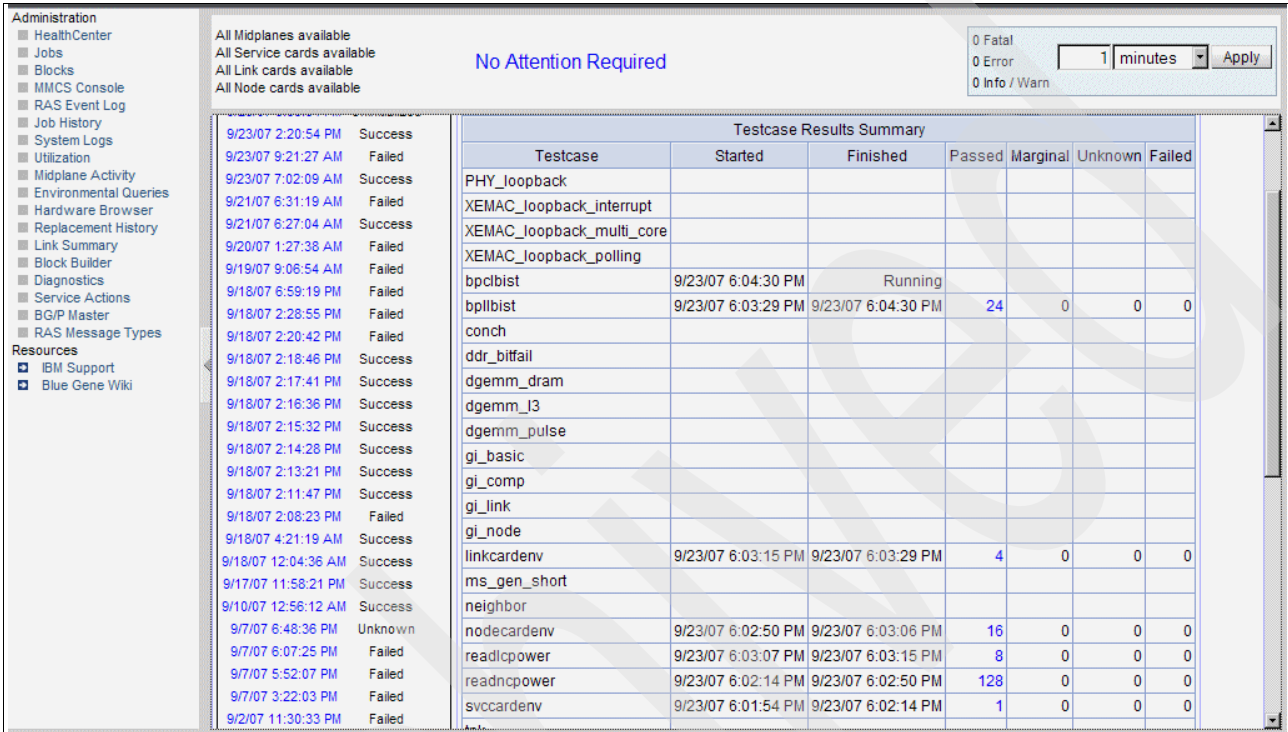 Administration
HealthCenter
Jobs
Blocks
MMCS Console
RAS Event Log
Job History
System Logs
Utilization
Midplane Activity
Environmental Queries
Hardware Browser
Replacement History
Link Summary
Block Builder
Diagnostics
Service Actions
BG/P Master
RAS Message Types
Resources
IBM Support
Blue Gene Wiki
All Midplanes available
All Service cards available
All Link cards available
All Node cards available
No Attention Required
0 Fatal
0 Error
0 Info / Warn
1 minutes Apply
9/23/07 2:20:54 PM Success
9/23/07 9:21:27 AM Failed
9/23/07 7:02:09 AM Success
9/21/07 6:31:19 AM Failed
9/21/07 6:27:04 AM Success
9/20/07 1:27:38 AM Failed
9/19/07 9:06:54 AM Failed
9/18/07 6:59:19 PM Failed
9/18/07 2:28:55 PM Failed
9/18/07 2:20:42 PM Failed
9/18/07 2:18:46 PM Success
9/18/07 2:17:41 PM Success
9/18/07 2:16:36 PM Success
9/18/07 2:15:32 PM Success
9/18/07 2:14:28 PM Success
9/18/07 2:13:21 PM Success
9/18/07 2:11:47 PM Success
9/18/07 2:08:23 PM Failed
9/18/07 4:21:19 AM Success
9/18/07 12:04:36 AM Success
9/17/07 11:58:21 PM Success
9/10/07 12:56:12 AM Success
9/7/07 6:48:36 PM Unknown
9/7/07 6:07:25 PM Failed
9/7/07 5:52:07 PM Failed
9/7/07 3:22:03 PM Failed
9/2/07 11:30:33 PM Failed
Testcase Results Summary
Testcase Started Finished Passed Marginal Unknown Failed
PHY_loopback
XEMAC_loopback_interrupt
XEMAC_loopback_multi_core
XEMAC_loopback_polling
bpclbist 9/23/07 6:04:30 PM Running
bpllbist 9/23/07 6:03:29 PM 9/23/07 6:04:30 PM 24 0 0 0
conch
ddr_bitfail
dgemm_dram
dgemm_l3
dgemm_pulse
gi_basic
gi_comp
gi_link
gi_node
linkcardenv 9/23/07 6:03:15 PM 9/23/07 6:03:29 PM 4 0 0 0
ms_gen_short
neighbor
nodecardenv 9/23/07 6:02:50 PM 9/23/07 6:03:06 PM 16 0 0 0
readlcpower 9/23/07 6:03:07 PM 9/23/07 6:03:15 PM 8 0 0 0
readncpower 9/23/07 6:02:14 PM 9/23/07 6:02:50 PM 128 0 0 0
svccardenv 9/23/07 6:01:54 PM 9/23/07 6:02:14 PM 1 0 0 0